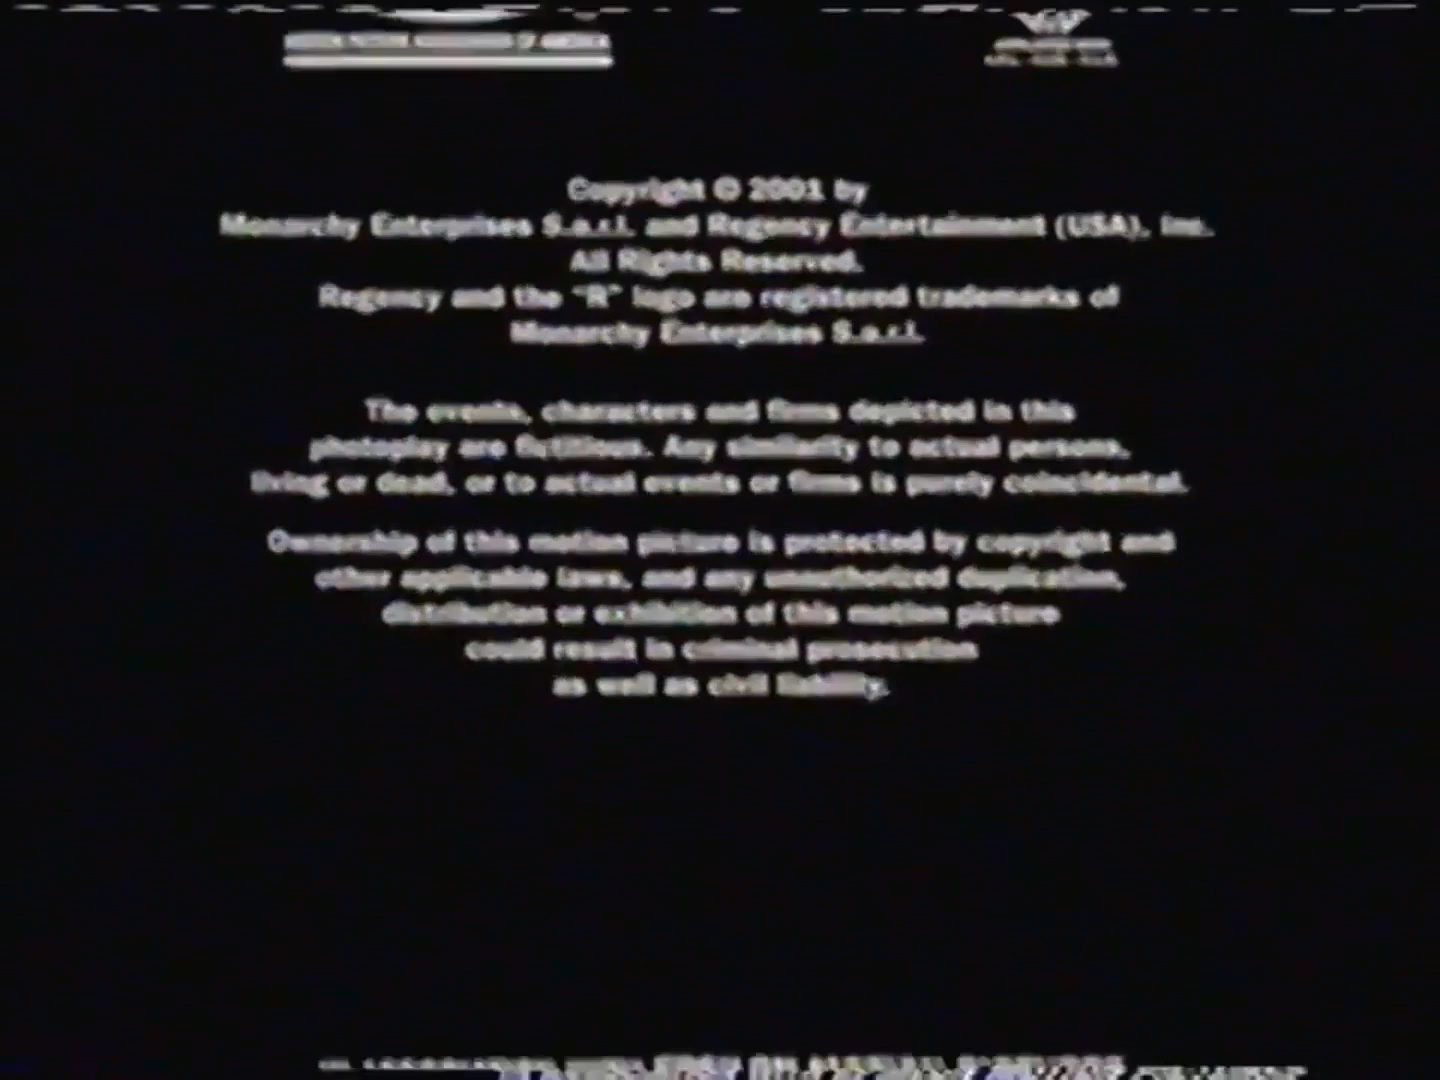 Copyright © 2001 by
Monarchy Enterprises S.a.r.l. and Regency Entertainment (USA), Inc.
All Rights Reserved.
Regency and the "R" logo are registered trademarks of
Monarchy Enterprises S.a.r.l.
The events, characters and firms depicted in this
photoplay are fictitious. Any similarity to actual persons,
living or dead, or to actual events or firms is purely coincidental.
Ownership of this motion picture is protected by copyright and
other applicable laws, and any unauthorized duplication,
distribution or exhibition of this motion picture
could result in criminal prosecution
as well as civil liability.